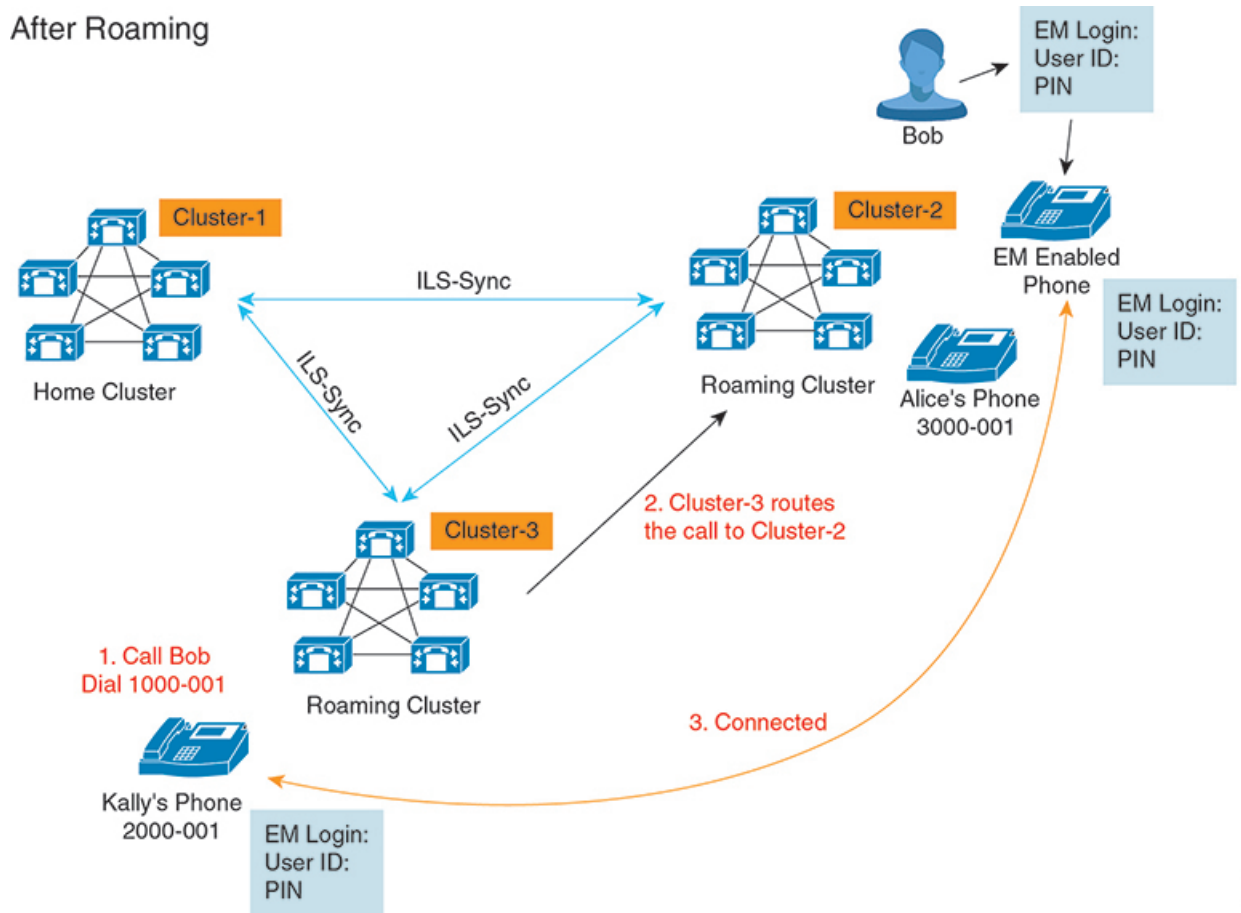 After Roaming
EM Login:
User ID:
PIN
Bob
Cluster-1
Cluster-2
EM Enabled
Phone
ILS-Sync
EM Login:
User ID:
PIN
Home Cluster
Roaming Cluster
Alice's Phone
3000-001
ILS-Sync
ILS-Sync
Cluster-3
2. Cluster-3 routes
the call to Cluster-2
1. Call Bob
Dial 1000-001
Roaming Cluster
3. Connected
Kally's Phone
2000-001
EM Login:
User ID:
PIN